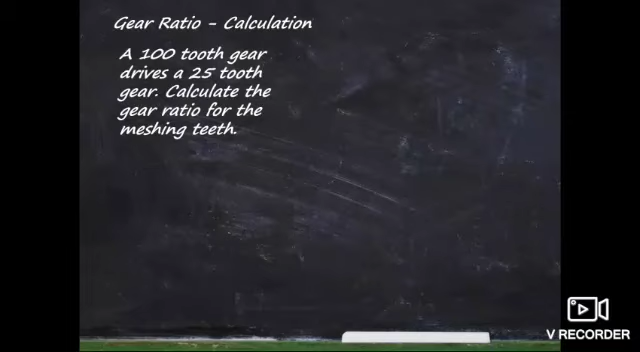 Gear Ratio - Calculation
A 100 tooth gear
drives a 25 tooth
gear. Calculate the
gear ratio for the
meshing teeth.
V RECORDER